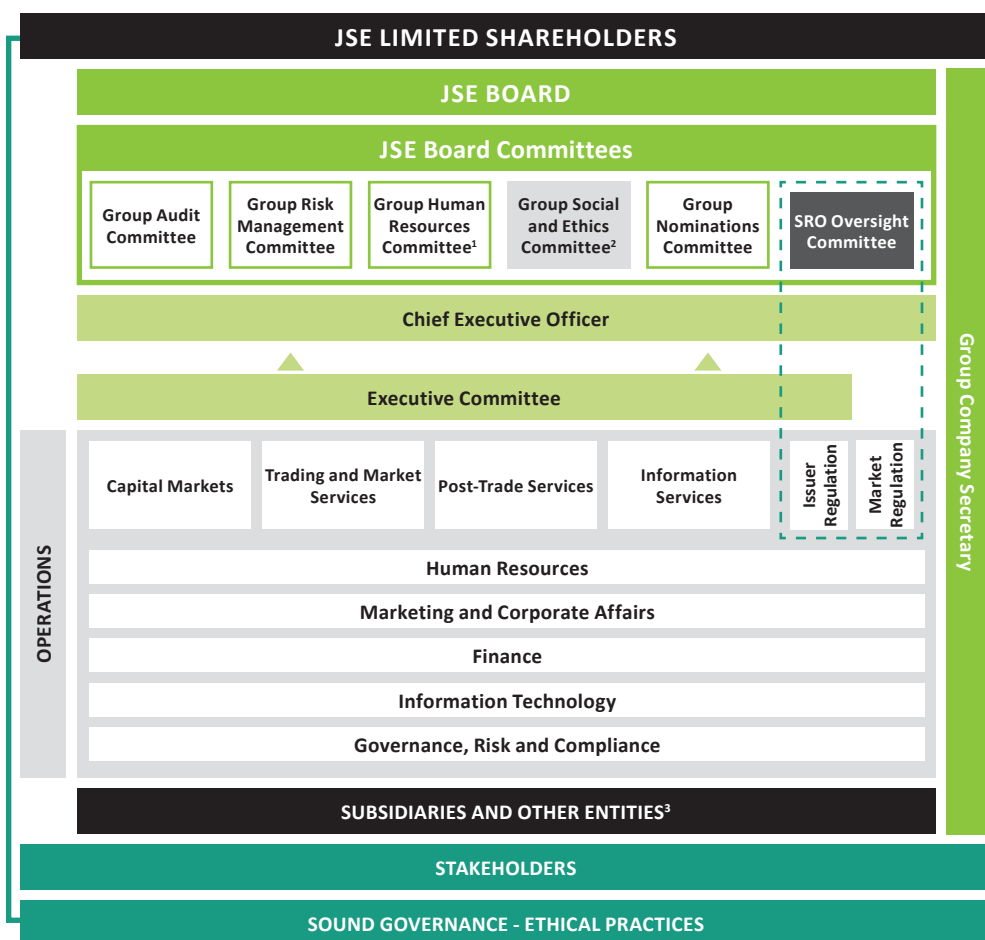 JSE LIMITED SHAREHOLDERS
JSE BOARD
JSE Board Committees
Group Audit
Committee
Group Risk
Management
Committee
Group Human
Resources
Committee¹
Group Social
and Ethics
Committee²
Group
Nominations
Committee
SRO Oversight
Committee
Chief Executive Officer
Executive Committee
Group Company Secretary
OPERATIONS
Capital Markets
Trading and Market
Services
Post-Trade Services
Information
Services
Issuer
Regulation
Market
Regulation
Human Resources
Marketing and Corporate Affairs
Finance
Information Technology
Governance, Risk and Compliance
SUBSIDIARIES AND OTHER ENTITIES³
STAKEHOLDERS
SOUND GOVERNANCE - ETHICAL PRACTICES